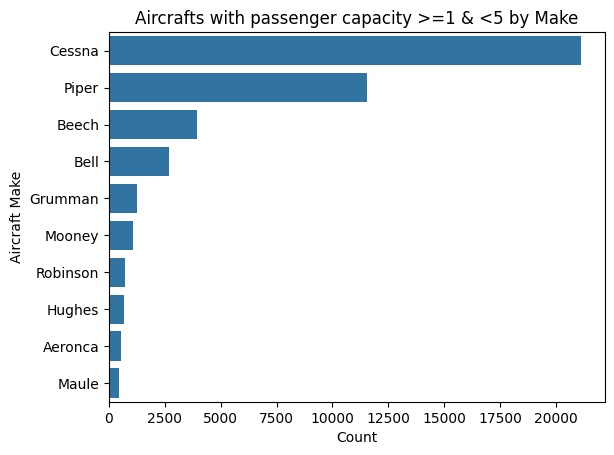 Aircrafts with passenger capacity >=1 & <5 by Make
Aircraft Make
Cessna
Piper
Beech
Bell
Grumman
Mooney
Robinson
Hughes
Aeronca
Maule
0 2500 5000 7500 10000 12500 15000 17500 20000
Count